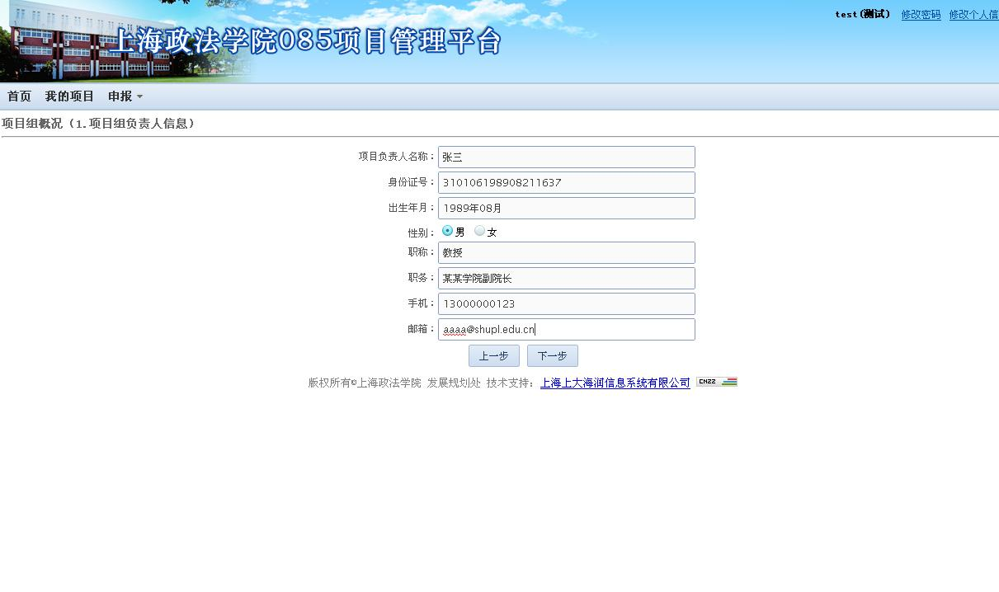 test(测试) 修改密码 修改个人信
上海政法学院085项目管理平台
首页 我的项目 申报
项目组概况（1.项目组负责人信息）
项目负责人名称： 张三
身份证号： 310106198908211637
出生年月： 1989年08月
性别： 男 女
职称： 教授
职务： 某某学院副院长
手机： 13000000123
邮箱： aaaa@shupl.edu.cn
上一步 下一步
版权所有©上海政法学院 发展规划处 技术支持： 上海上大海润信息系统有限公司 CNZZ